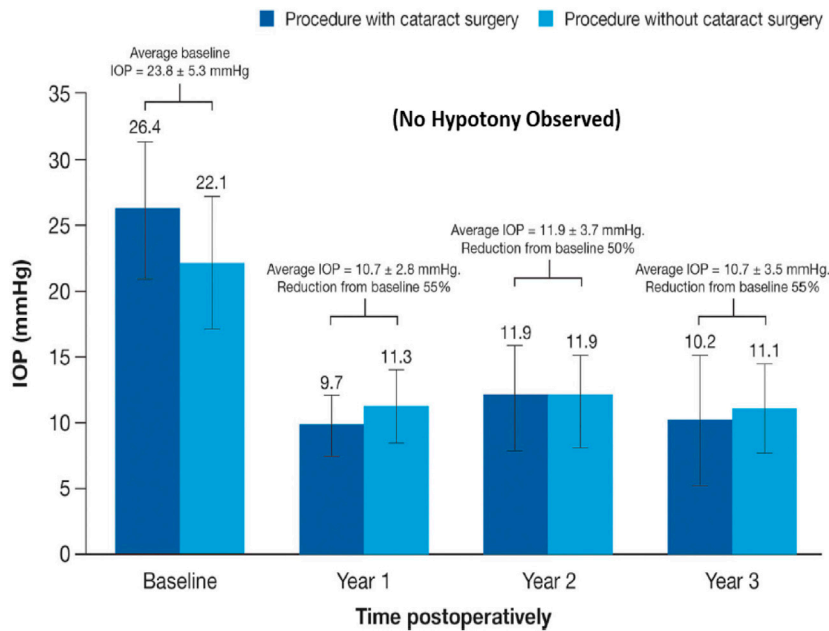 Procedure with cataract surgery
Procedure without cataract surgery
Average baseline
IOP = 23.8 ± 5.3 mmHg
(No Hypotony Observed)
26.4
22.1
Average IOP = 10.7 ± 2.8 mmHg.
Reduction from baseline 55%
9.7
11.3
Average IOP = 11.9 ± 3.7 mmHg.
Reduction from baseline 50%
11.9
11.9
Average IOP = 10.7 ± 3.5 mmHg.
Reduction from baseline 55%
10.2
11.1
IOP (mmHg)
35
30
25
20
15
10
5
0
Baseline
Year 1
Year 2
Year 3
Time postoperatively